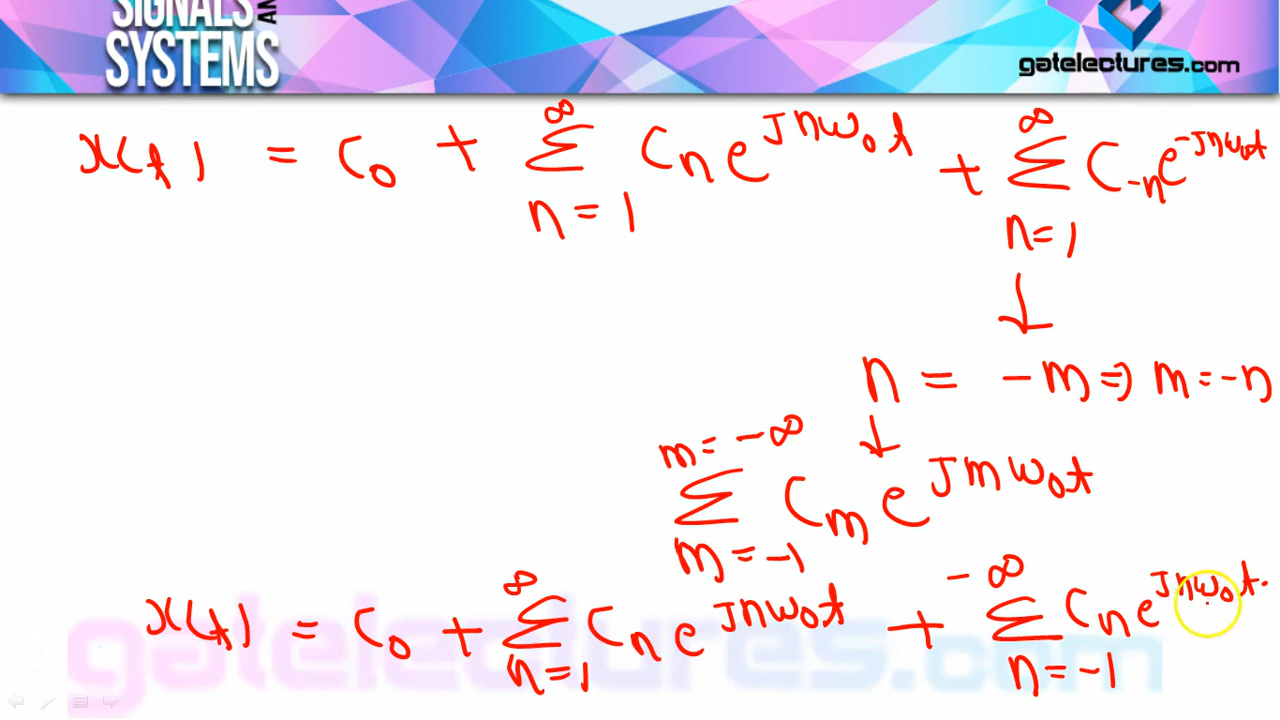 SIGNALS AND
SYSTEMS
gatelectures.com
x(t) = C₀ + ∑_{n=1}^{∞} Cₙ e^{Jnω₀t} + ∑_{n=1}^{∞} C₋ₙ e^{-Jnω₀t}
↓
n = -m ⇒ m = -n
↓
∑_{m=-1}^{m=-∞} Cₘ e^{Jmω₀t}
x(t) = C₀ + ∑_{n=1}^{∞} Cₙ e^{Jnω₀t} + ∑_{n=-1}^{-∞} Cₙ e^{Jnω₀t}.
gatelectures.com